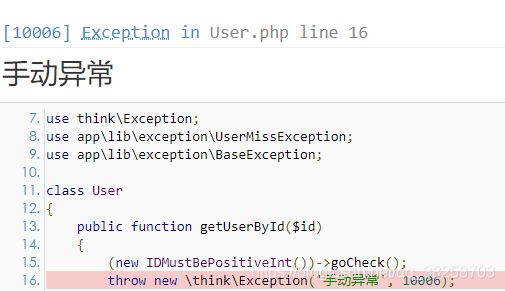 [10006] Exception in User.php line 16
手动异常
7. use think\Exception;
8. use app\lib\exception\UserMissException;
9. use app\lib\exception\BaseException;
10.
11. class User
12. {
13. public function getUserById($id)
14. {
15. (new IDMustBePositiveInt())->goCheck();
16. throw new \think\Exception('手动异常', 10006);